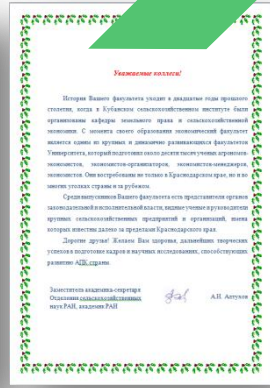 Уважаемые коллеги!
История Вашего факультета уходит в двадцатые годы прошлого
столетия, когда в Кубанском сельскохозяйственном институте были
организованы кафедры земельного права и сельскохозяйственной
экономии. С момента своего образования экономический факультет
является одним из крупных и динамично развивающихся факультетов
Университета, который подготовил около десяти тысяч ученых агрономов-
экономистов, экономистов-организаторов, экономистов-менеджеров,
экономистов. Они востребованы не только в Краснодарском крае, но и во
многих уголках страны и за рубежом.
Среди выпускников Вашего факультета есть представители органов
законодательной и исполнительной власти, видные ученые и руководители
крупных сельскохозяйственных предприятий и организаций, имена
которых известны далеко за пределами Краснодарского края.
Дорогие друзья! Желаем Вам здоровья, дальнейших творческих
успехов в подготовке кадров и научных исследованиях, способствующих
развитию АПК страны.
Заместитель академика-секретаря
Отделения сельскохозяйственных
наук РАН, академик РАН
А.И. Алтухов